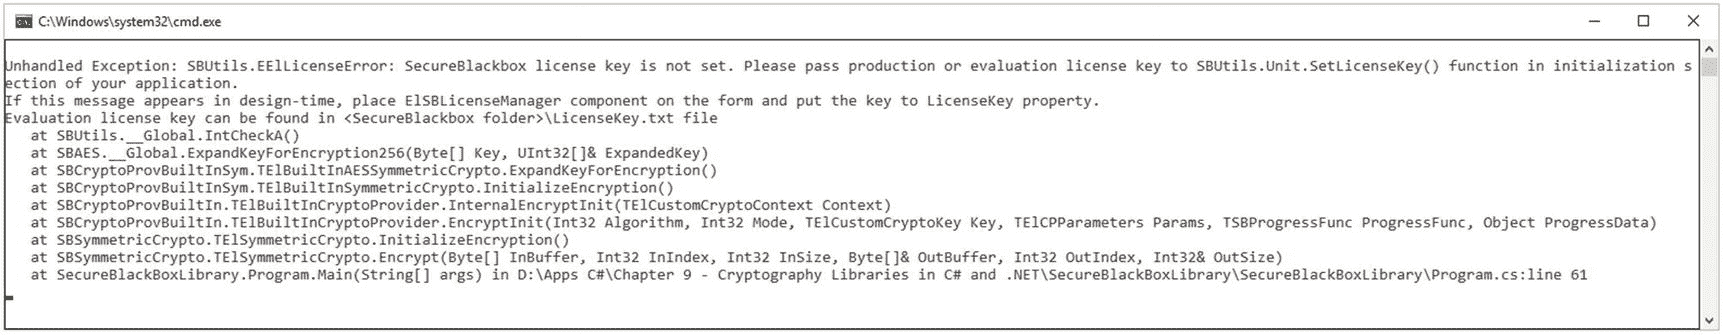 C:\Windows\system32\cmd.exe
Unhandled Exception: SBUtils.EElLicenseError: SecureBlackbox license key is not set. Please pass production or evaluation license key to SBUtils.Unit.SetLicenseKey() function in initialization s
ection of your application.
If this message appears in design-time, place ElSBLicenseManager component on the form and put the key to LicenseKey property.
Evaluation license key can be found in <SecureBlackbox folder>\LicenseKey.txt file
   at SBUtils.__Global.IntCheckA()
   at SBAES.__Global.ExpandKeyForEncryption256(Byte[] Key, UInt32[]& ExpandedKey)
   at SBCryptoProvBuiltInSym.TElBuiltInAESSymmetricCrypto.ExpandKeyForEncryption()
   at SBCryptoProvBuiltInSym.TElBuiltInSymmetricCrypto.InitializeEncryption()
   at SBCryptoProvBuiltIn.TElBuiltInCryptoProvider.InternalEncryptInit(TElCustomCryptoContext Context)
   at SBCryptoProvBuiltIn.TElBuiltInCryptoProvider.EncryptInit(Int32 Algorithm, Int32 Mode, TElCustomCryptoKey Key, TElCPParameters Params, TSBProgressFunc ProgressFunc, Object ProgressData)
   at SBSymmetricCrypto.TElSymmetricCrypto.InitializeEncryption()
   at SBSymmetricCrypto.TElSymmetricCrypto.Encrypt(Byte[] InBuffer, Int32 InIndex, Int32 InSize, Byte[]& OutBuffer, Int32 OutIndex, Int32& OutSize)
   at SecureBlackBoxLibrary.Program.Main(String[] args) in D:\Apps C#\Chapter 9 - Cryptography Libraries in C# and .NET\SecureBlackBoxLibrary\SecureBlackBoxLibrary\Program.cs:line 61